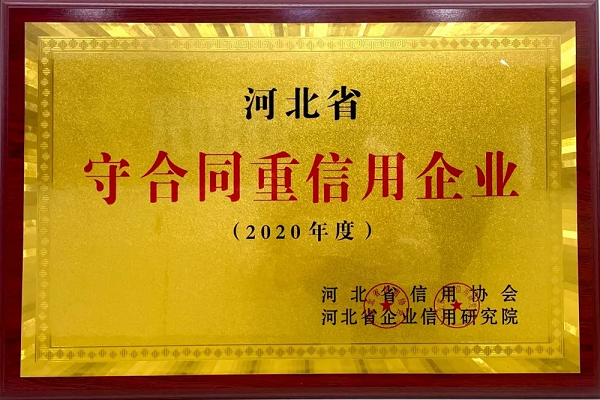 河北省
守合同重信用企业
（2020年度）
河北省信用协会
河北省企业信用研究院